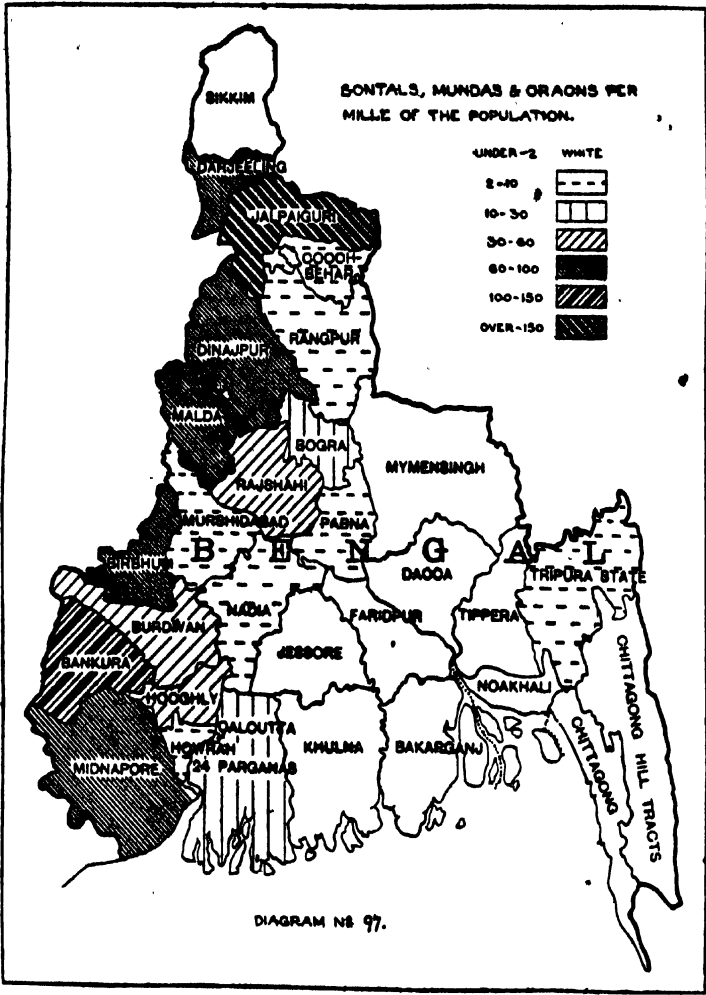 SONTALS, MUNDAS & ORAONS PER
MILLE OF THE POPULATION.
UNDER-2 WHITE
2-10
10-30
30-60
60-100
100-150
OVER-150
SIKKIM
DARJEELING
JALPAIGURI
COOCH-
BEHAR
RANGPUR
DINAJPUR
MALDA
BOGRA
MYMENSINGH
RAJSHAHI
MURSHIDABAD
PABNA
BENGAL
BIRBHUM
DACCA
TRIPURA STATE
NADIA
FARIDPUR
TIPPERA
BURDWAN
JESSORE
BANKURA
NOAKHALI
HOOGHLY
CALCUTTA
HOWRAH
24 PARGANAS
KHULNA
BAKARGANJ
MIDNAPORE
CHITTAGONG
CHITTAGONG HILL TRACTS
DIAGRAM No 97.